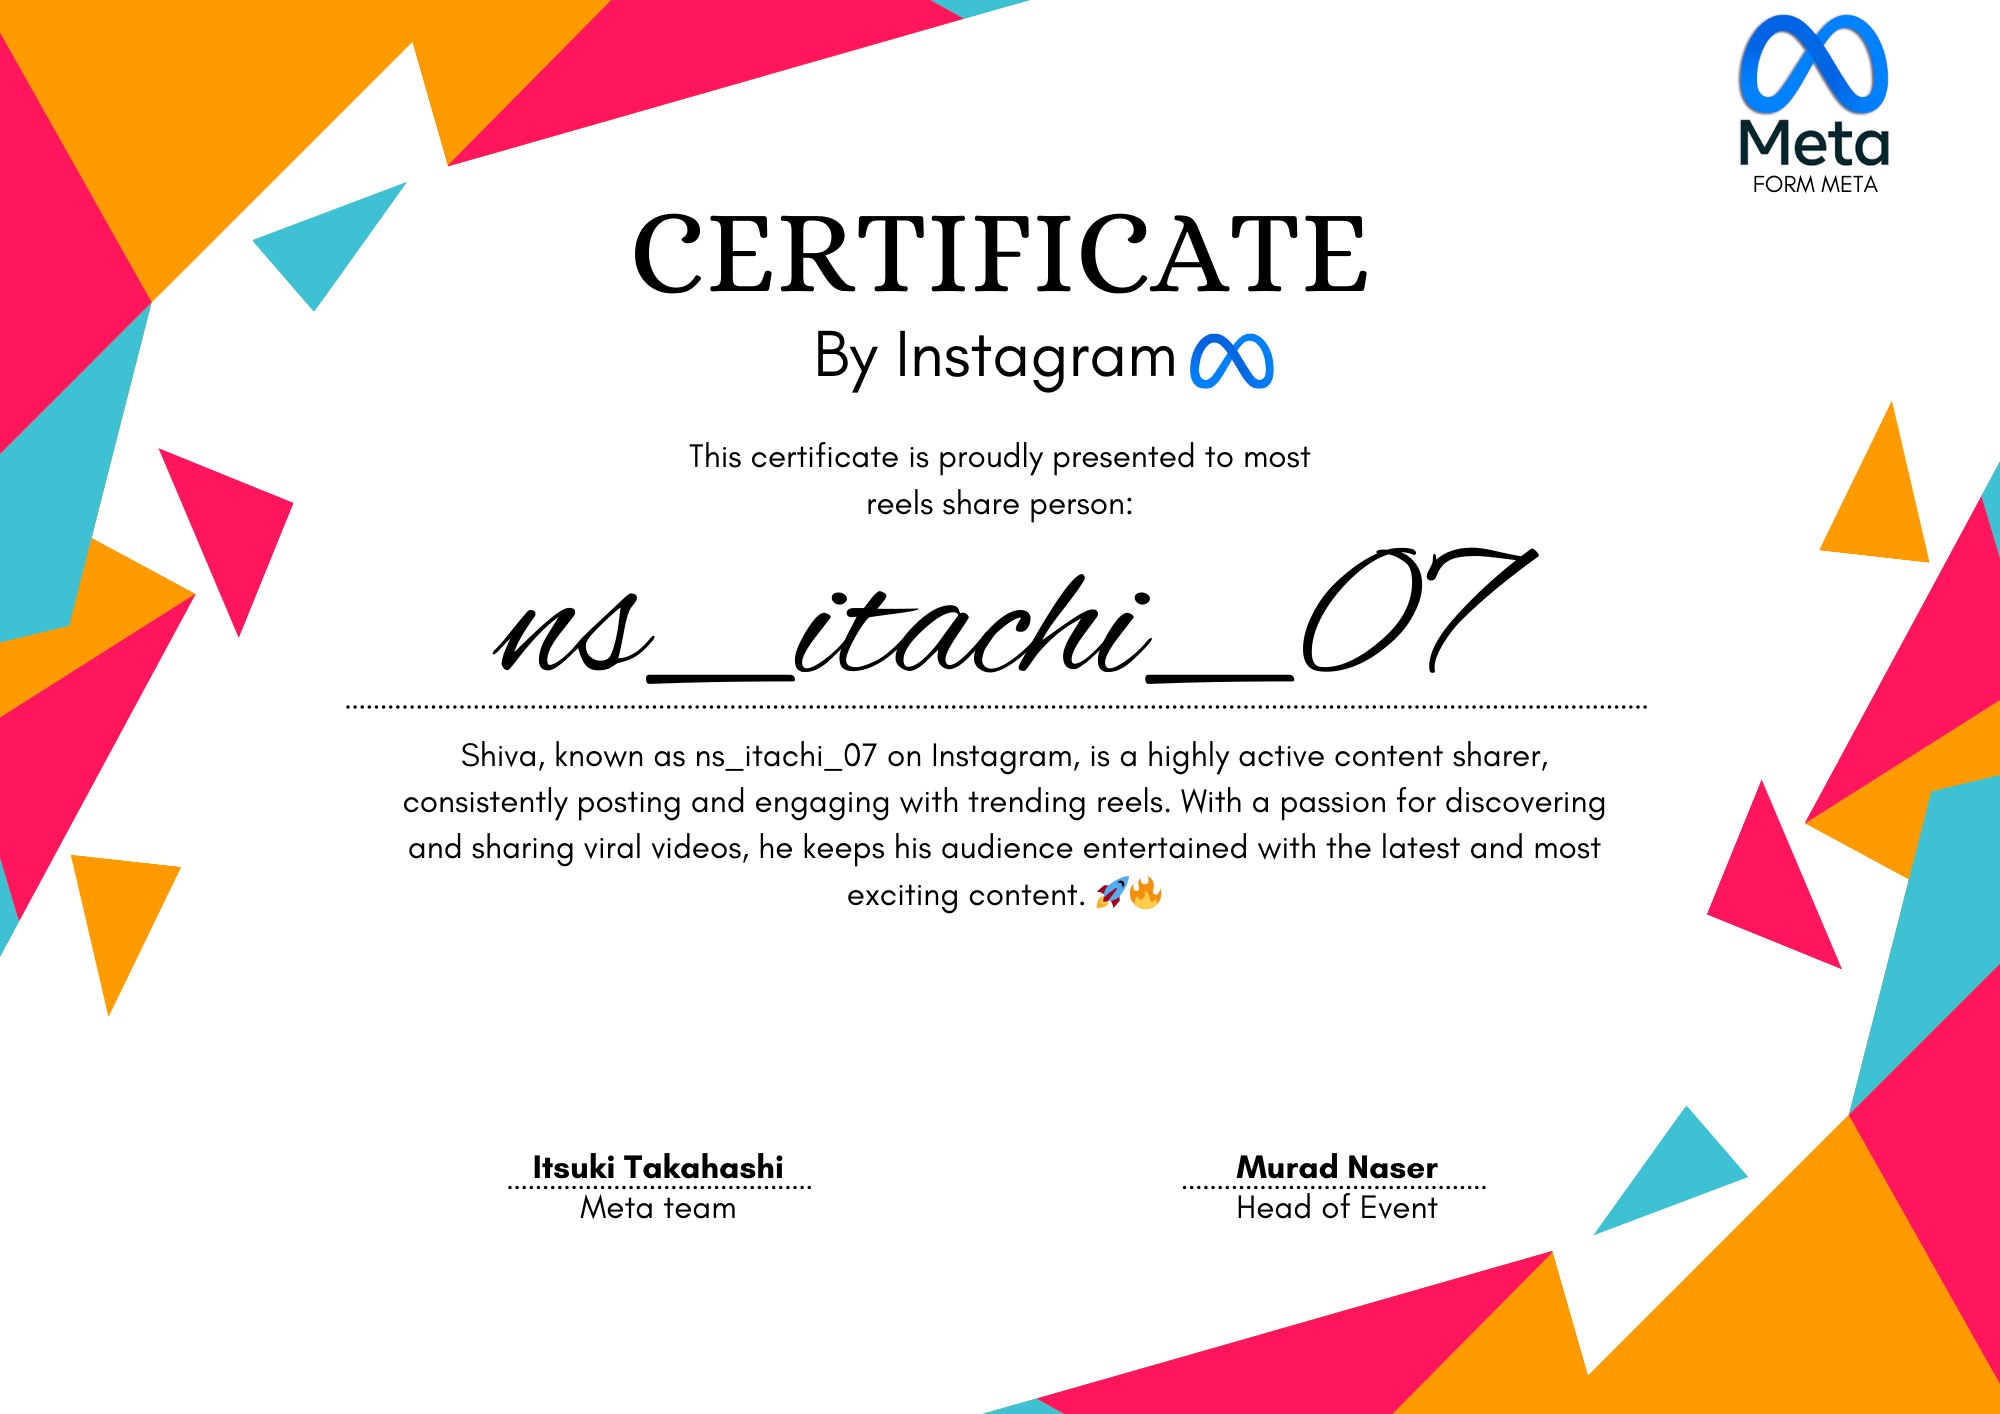 Meta
FORM META
CERTIFICATE
By Instagram
This certificate is proudly presented to most
reels share person:
ns_itachi_07
Shiva, known as ns_itachi_07 on Instagram, is a highly active content sharer,
consistently posting and engaging with trending reels. With a passion for discovering
and sharing viral videos, he keeps his audience entertained with the latest and most
exciting content. 🚀🔥
Itsuki Takahashi
Meta team
Murad Naser
Head of Event